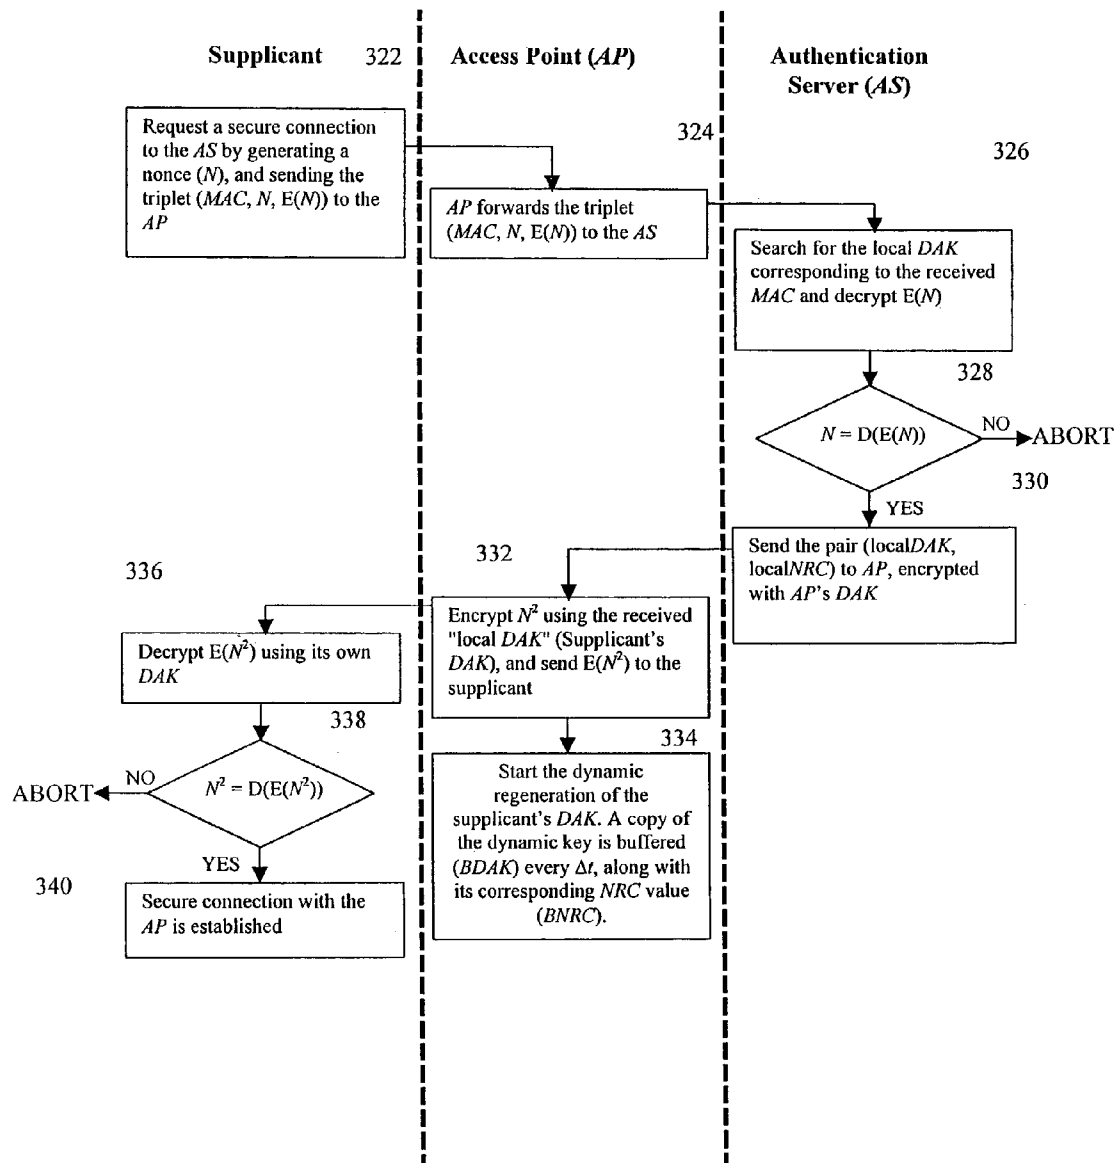 Supplicant
322
Access Point (AP)
Authentication
Server (AS)
Request a secure connection
to the AS by generating a
nonce (N), and sending the
triplet (MAC, N, E(N)) to the
AP
324
AP forwards the triplet
(MAC, N, E(N)) to the AS
326
Search for the local DAK
corresponding to the received
MAC and decrypt E(N)
328
N = D(E(N))
NO
ABORT
330
YES
Send the pair (localDAK,
localNRC) to AP, encrypted
with AP's DAK
332
Encrypt N² using the received
"local DAK" (Supplicant's
DAK), and send E(N²) to the
supplicant
334
Start the dynamic
regeneration of the
supplicant's DAK. A copy of
the dynamic key is buffered
(BDAK) every Δt, along with
its corresponding NRC value
(BNRC).
336
Decrypt E(N²) using its own
DAK
338
N² = D(E(N²))
NO
ABORT
YES
340
Secure connection with the
AP is established